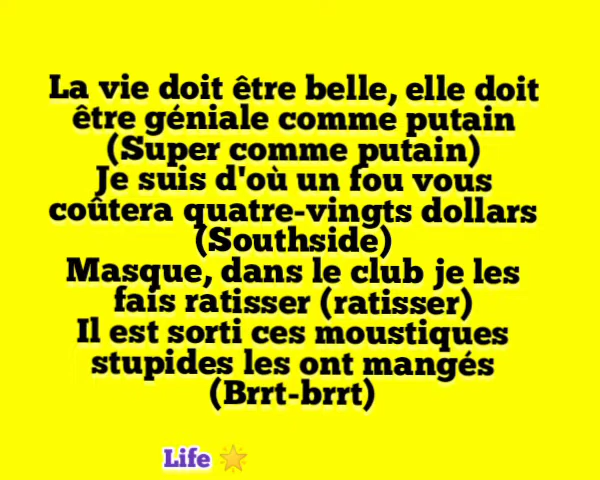 La vie doit être belle, elle doit
être géniale comme putain
(Super comme putain)
Je suis d'où un fou vous
coûtera quatre-vingts dollars
(Southside)
Masque, dans le club je les
fais ratisser (ratisser)
Il est sorti ces moustiques
stupides les ont mangés
(Brrt-brrt)
Life 🌟